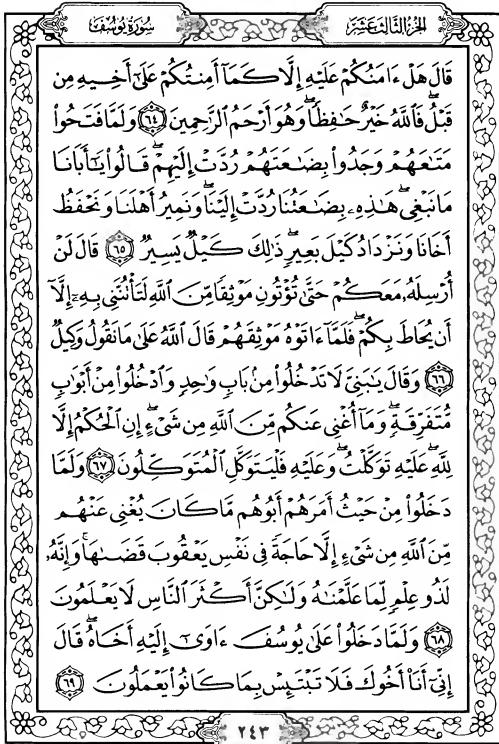 الجزء الثالث عشر
سورة يوسف
قَالَ هَلْ ءَامَنُكُمْ عَلَيْهِ إِلَّا كَمَآ أَمِنتُكُمْ عَلَىٰٓ أَخِيهِ مِن
قَبْلُ ۖ فَٱللَّهُ خَيْرٌ حَـٰفِظًا ۖ وَهُوَ أَرْحَمُ ٱلرَّٰحِمِينَ ٦٤ وَلَمَّا فَتَحُوا۟
مَتَـٰعَهُمْ وَجَدُوا۟ بِضَـٰعَتَهُمْ رُدَّتْ إِلَيْهِمْ ۖ قَالُوا۟ يَـٰٓأَبَانَا
مَا نَبْغِى ۖ هَـٰذِهِۦ بِضَـٰعَتُنَا رُدَّتْ إِلَيْنَا ۖ وَنَمِيرُ أَهْلَنَا وَنَحْفَظُ
أَخَانَا وَنَزْدَادُ كَيْلَ بَعِيرٍ ۖ ذَٰلِكَ كَيْلٌ يَسِيرٌ ٦٥ قَالَ لَنْ
أُرْسِلَهُۥ مَعَكُمْ حَتَّىٰ تُؤْتُونِ مَوْثِقًا مِّنَ ٱللَّهِ لَتَأْتُنَّنِى بِهِۦٓ إِلَّآ
أَن يُحَاطَ بِكُمْ ۖ فَلَمَّآ ءَاتَوْهُ مَوْثِقَهُمْ قَالَ ٱللَّهُ عَلَىٰ مَا نَقُولُ وَكِيلٌ
٦٦ وَقَالَ يَـٰبَنِىَّ لَا تَدْخُلُوا۟ مِنۢ بَابٍ وَٰحِدٍ وَٱدْخُلُوا۟ مِنْ أَبْوَٰبٍ
مُّتَفَرِّقَةٍ ۖ وَمَآ أُغْنِى عَنكُم مِّنَ ٱللَّهِ مِن شَىْءٍ ۖ إِنِ ٱلْحُكْمُ إِلَّا
لِلَّهِ ۖ عَلَيْهِ تَوَكَّلْتُ ۖ وَعَلَيْهِ فَلْيَتَوَكَّلِ ٱلْمُتَوَكِّلُونَ ٦٧ وَلَمَّا
دَخَلُوا۟ مِنْ حَيْثُ أَمَرَهُمْ أَبُوهُم مَّا كَانَ يُغْنِى عَنْهُم
مِّنَ ٱللَّهِ مِن شَىْءٍ إِلَّا حَاجَةً فِى نَفْسِ يَعْقُوبَ قَضَىٰهَا ۚ وَإِنَّهُۥ
لَذُو عِلْمٍ لِّمَا عَلَّمْنَـٰهُ وَلَـٰكِنَّ أَكْثَرَ ٱلنَّاسِ لَا يَعْلَمُونَ
٦٨ وَلَمَّا دَخَلُوا۟ عَلَىٰ يُوسُفَ ءَاوَىٰٓ إِلَيْهِ أَخَاهُ ۖ قَالَ
إِنِّىٓ أَنَا۠ أَخُوكَ فَلَا تَبْتَئِسْ بِمَا كَانُوا۟ يَعْمَلُونَ ٦٩
٢٤٣